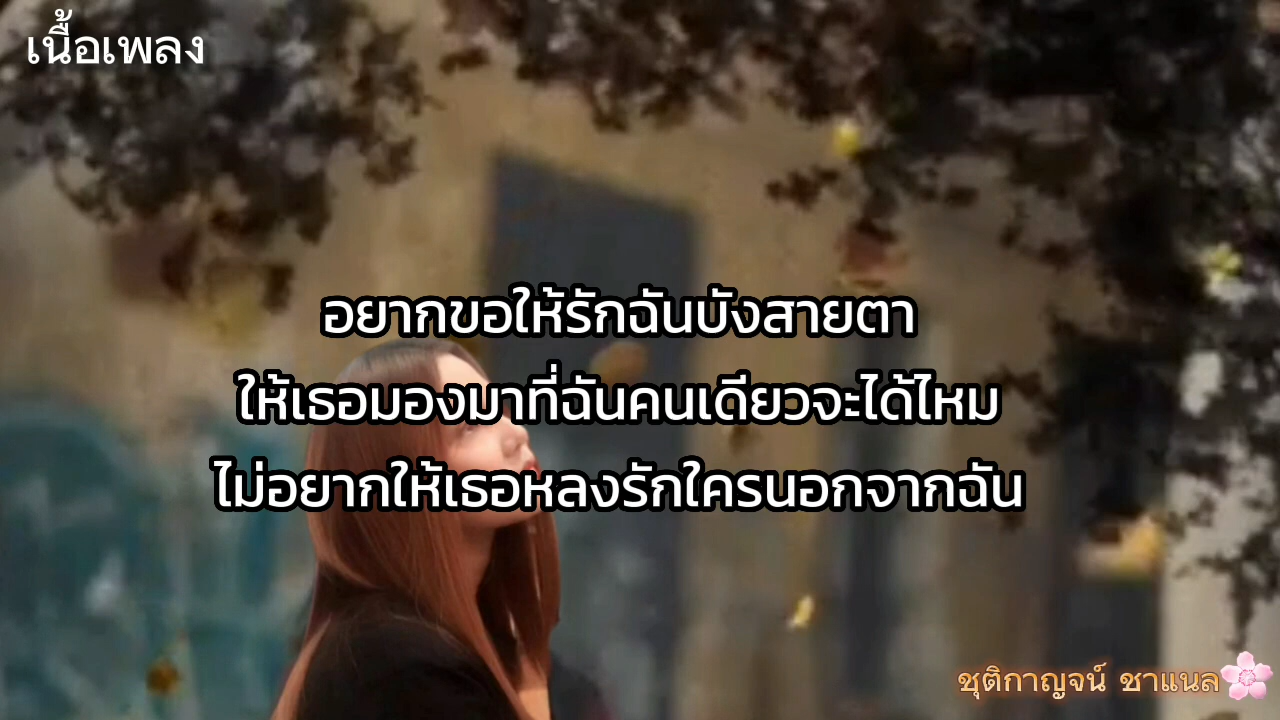 เนื้อเพลง
อยากขอให้รักฉันบังสายตา
ให้เธอมองมาที่ฉันคนเดียวจะได้ไหม
ไม่อยากให้เธอหลงรักใครนอกจากฉัน
ชุติกาญจน์ ชาแนล🌸